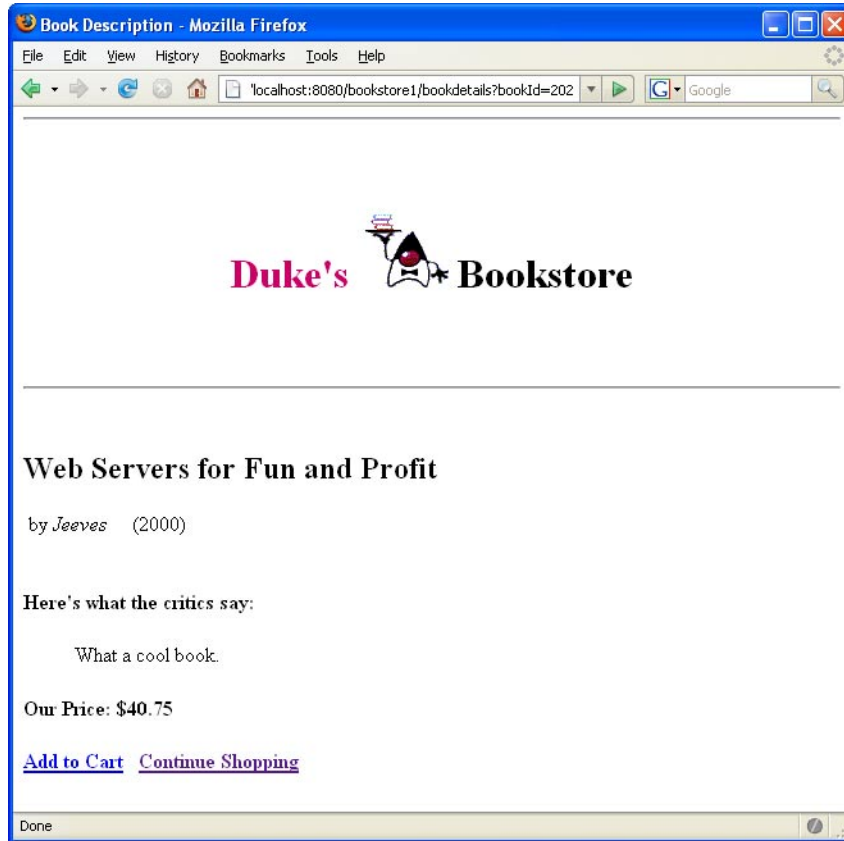 Book Description - Mozilla Firefox
File Edit View History Bookmarks Tools Help
'localhost:8080/bookstore1/bookdetails?bookId=202 G Google
Duke's Bookstore
Web Servers for Fun and Profit
by Jeeves (2000)
Here's what the critics say:
What a cool book.
Our Price: $40.75
Add to Cart Continue Shopping
Done